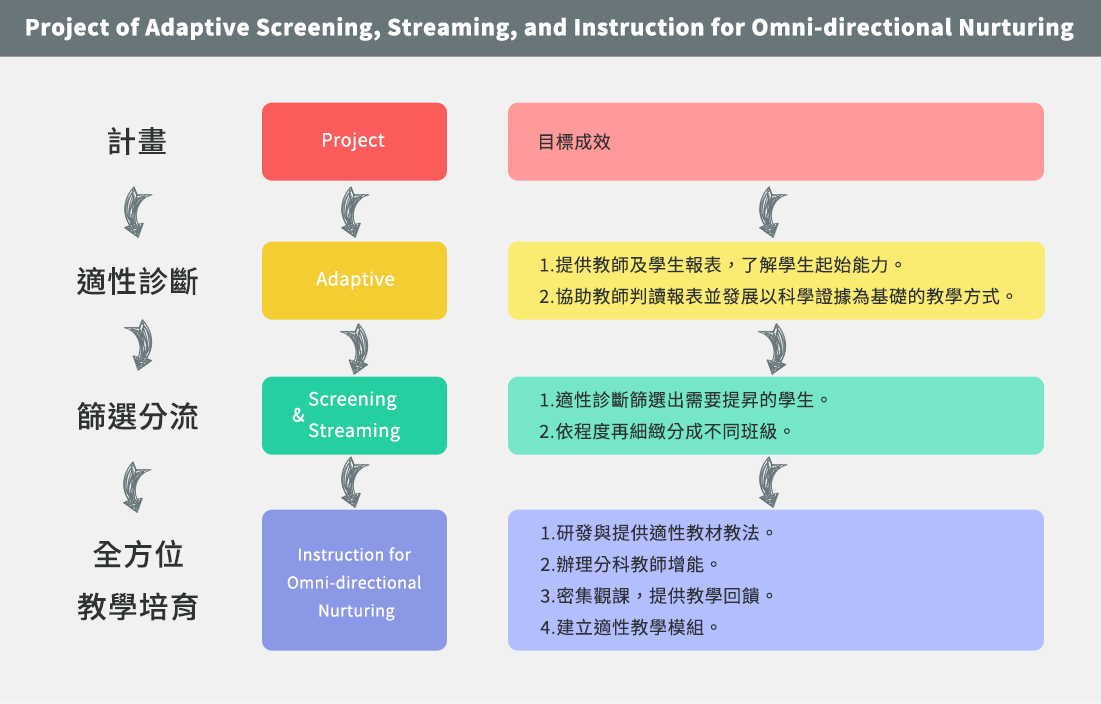 Project of Adaptive Screening, Streaming, and Instruction for Omni-directional Nurturing
計畫
Project
目標成效
適性診斷
Adaptive
1.提供教師及學生報表，了解學生起始能力。
2.協助教師判讀報表並發展以科學證據為基礎的教學方式。
篩選分流
Screening
&
Streaming
1.適性診斷篩選出需要提昇的學生。
2.依程度再細緻分成不同班級。
全方位
教學培育
Instruction for
Omni-directional
Nurturing
1.研發與提供適性教材教法。
2.辦理分科教師增能。
3.密集觀課，提供教學回饋。
4.建立適性教學模組。